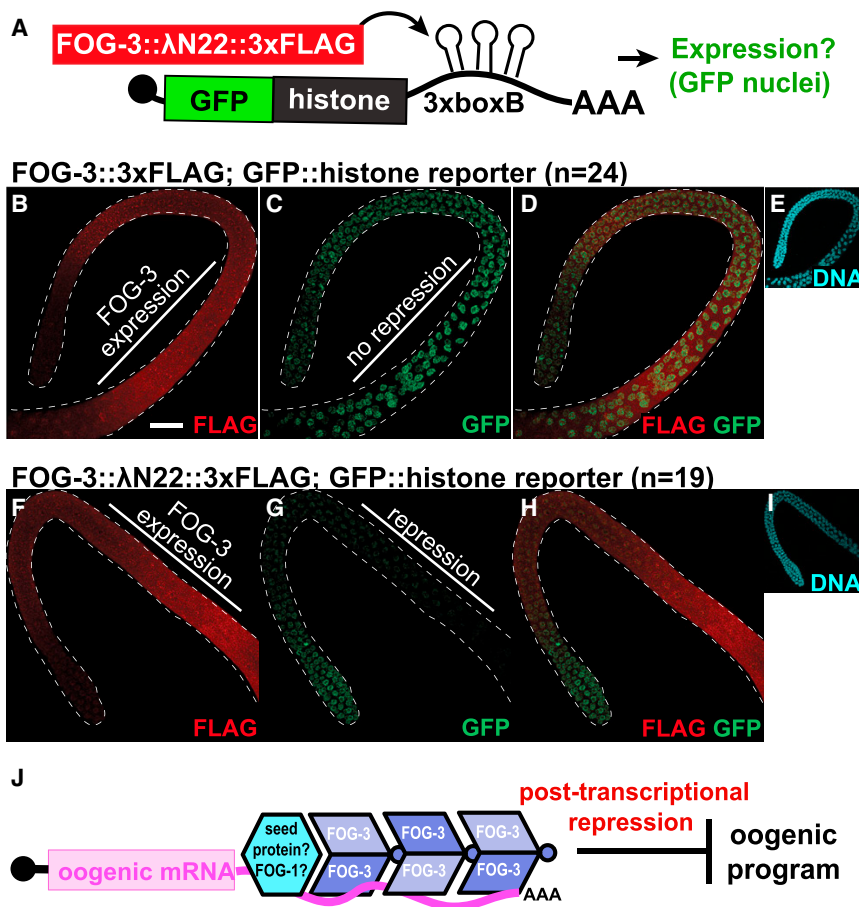 A
FOG-3::λN22::3xFLAG
GFP
histone
3xboxB
AAA
Expression?
(GFP nuclei)
FOG-3::3xFLAG; GFP::histone reporter (n=24)
B
FOG-3
expression
FLAG
C
no repression
GFP
D
FLAG GFP
E
DNA
FOG-3::λN22::3xFLAG; GFP::histone reporter (n=19)
F
FOG-3
expression
FLAG
G
repression
GFP
H
FLAG GFP
I
DNA
J
oogenic mRNA
seed
protein?
FOG-1?
FOG-3 FOG-3 FOG-3
FOG-3 FOG-3 FOG-3
AAA
post-transcriptional
repression
oogenic
program